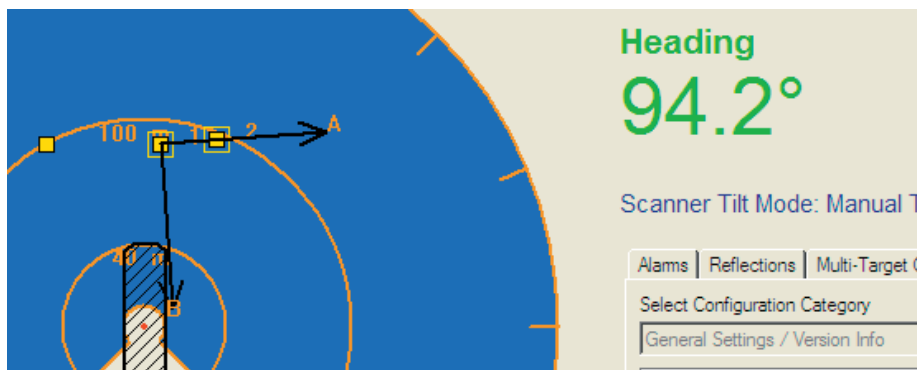 Heading
94.2°
100 m 1 2
A
40 m
B
Scanner Tilt Mode: Manual
Alarms
Reflections
Multi-Target
Select Configuration Category
General Settings / Version Info